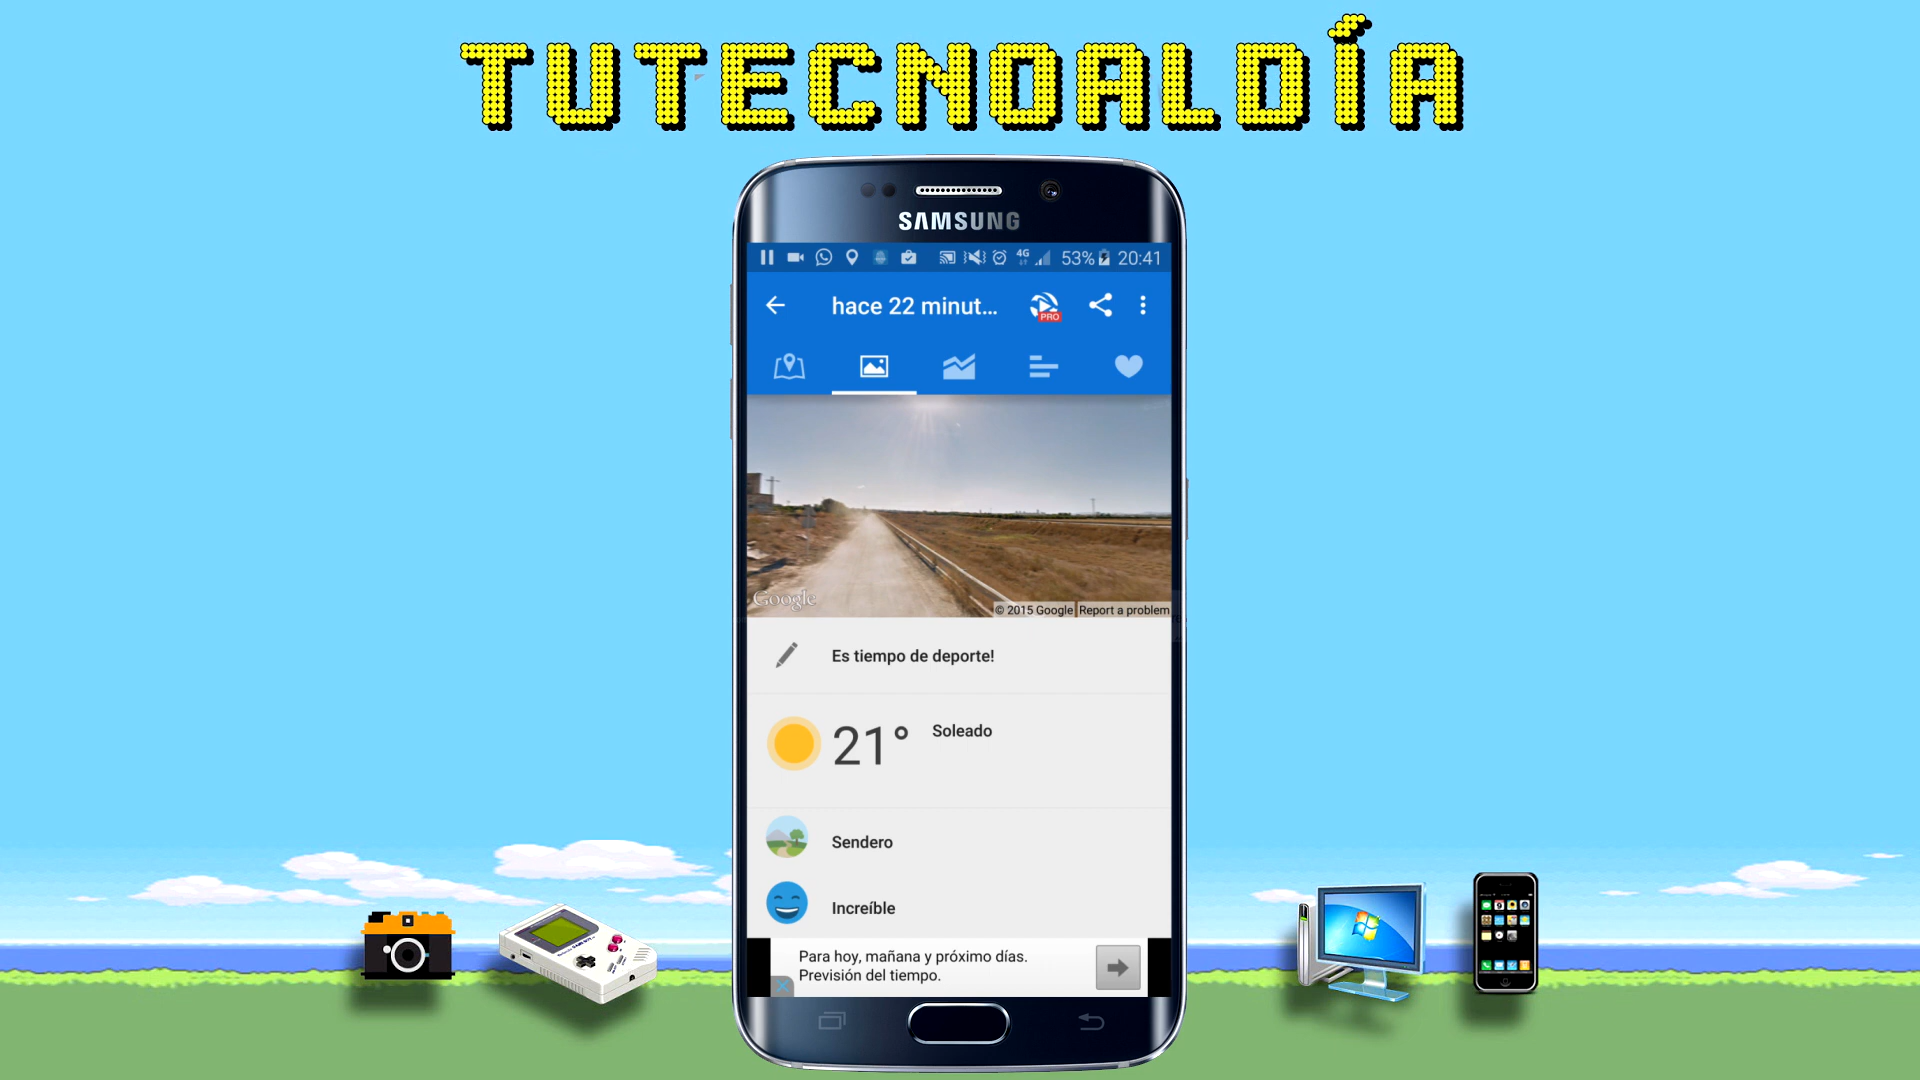 TUTECNOALDÍA
SAMSUNG
4G 53% 20:41
hace 22 minut...
PRO
Google
© 2015 Google Report a problem
Es tiempo de deporte!
21° Soleado
Sendero
Increíble
Para hoy, mañana y próximo días.
Previsión del tiempo.